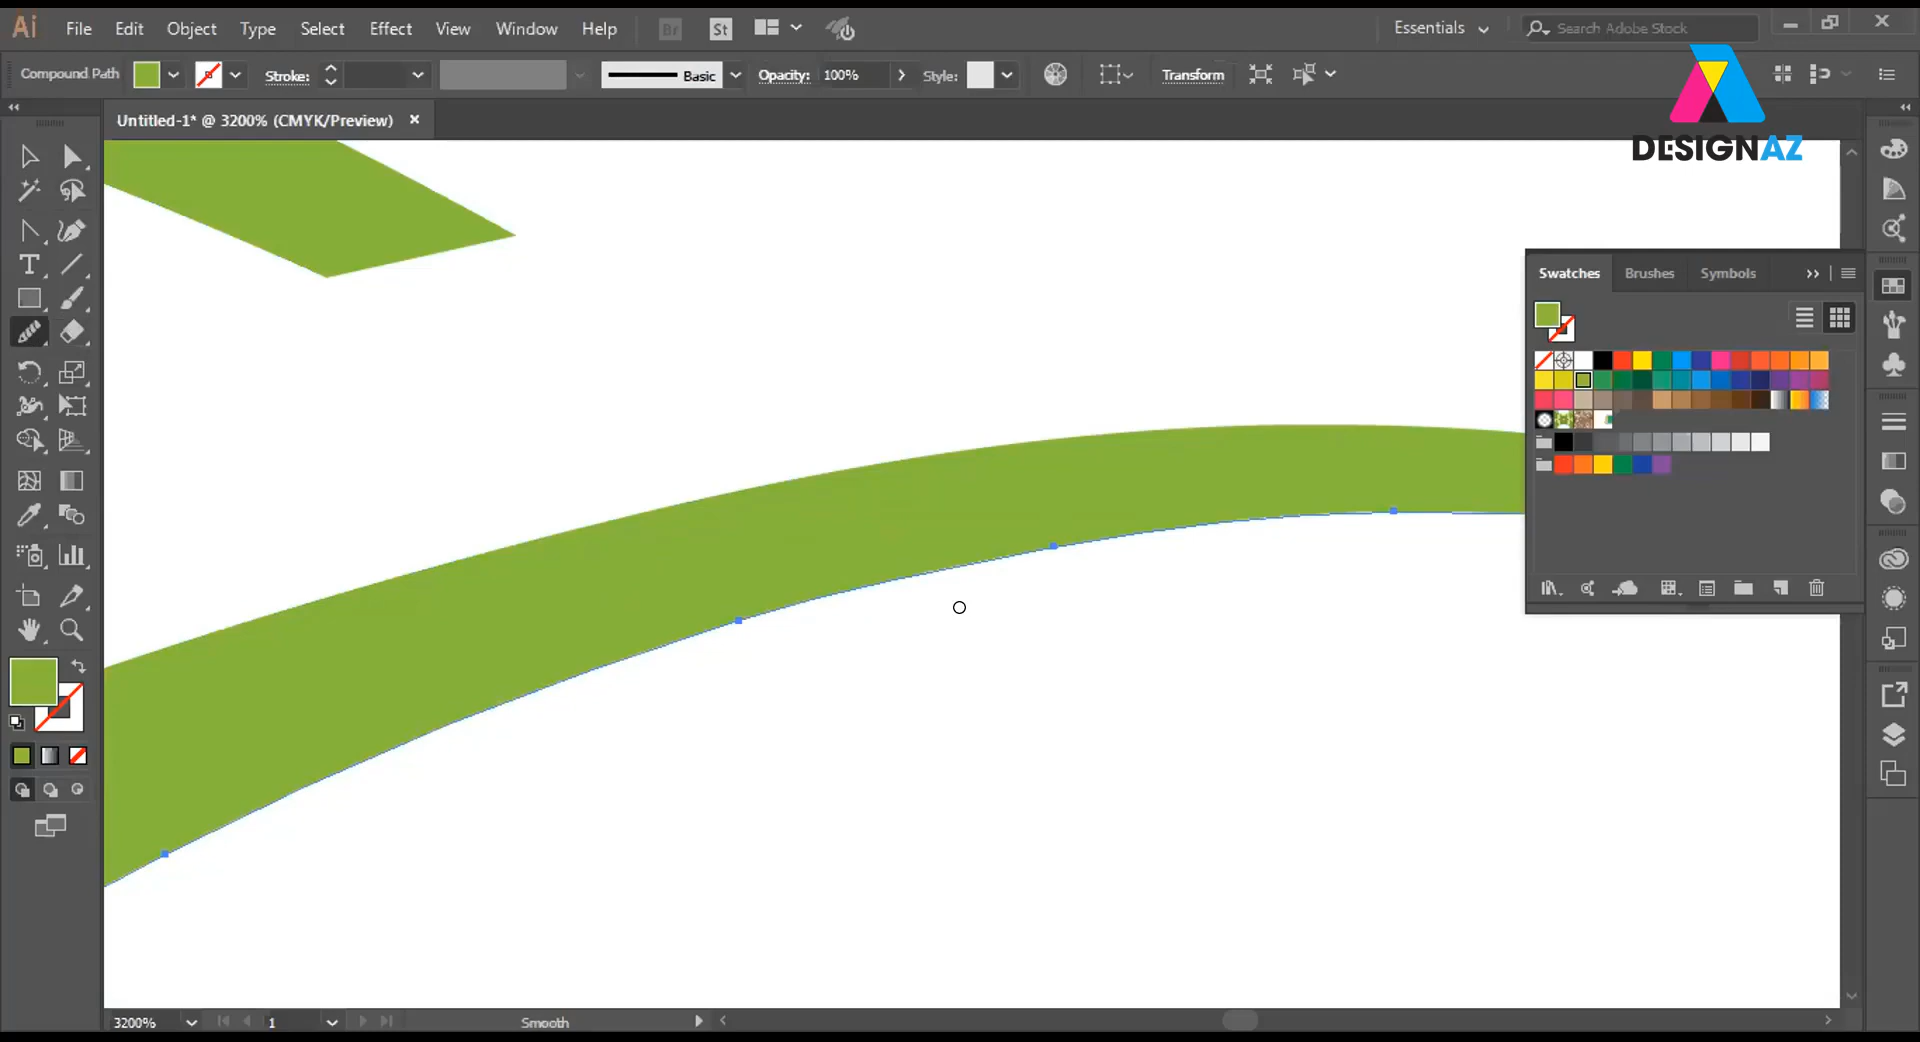 Ai File Edit Object Type Select Effect View Window Help Br St Essentials Search Adobe Stock
Compound Path Stroke: Basic Opacity: 100% Style: Transform
Untitled-1* @ 3200% (CMYK/Preview)
DESIGNAZ
Swatches Brushes Symbols
T
3200% 1 Smooth